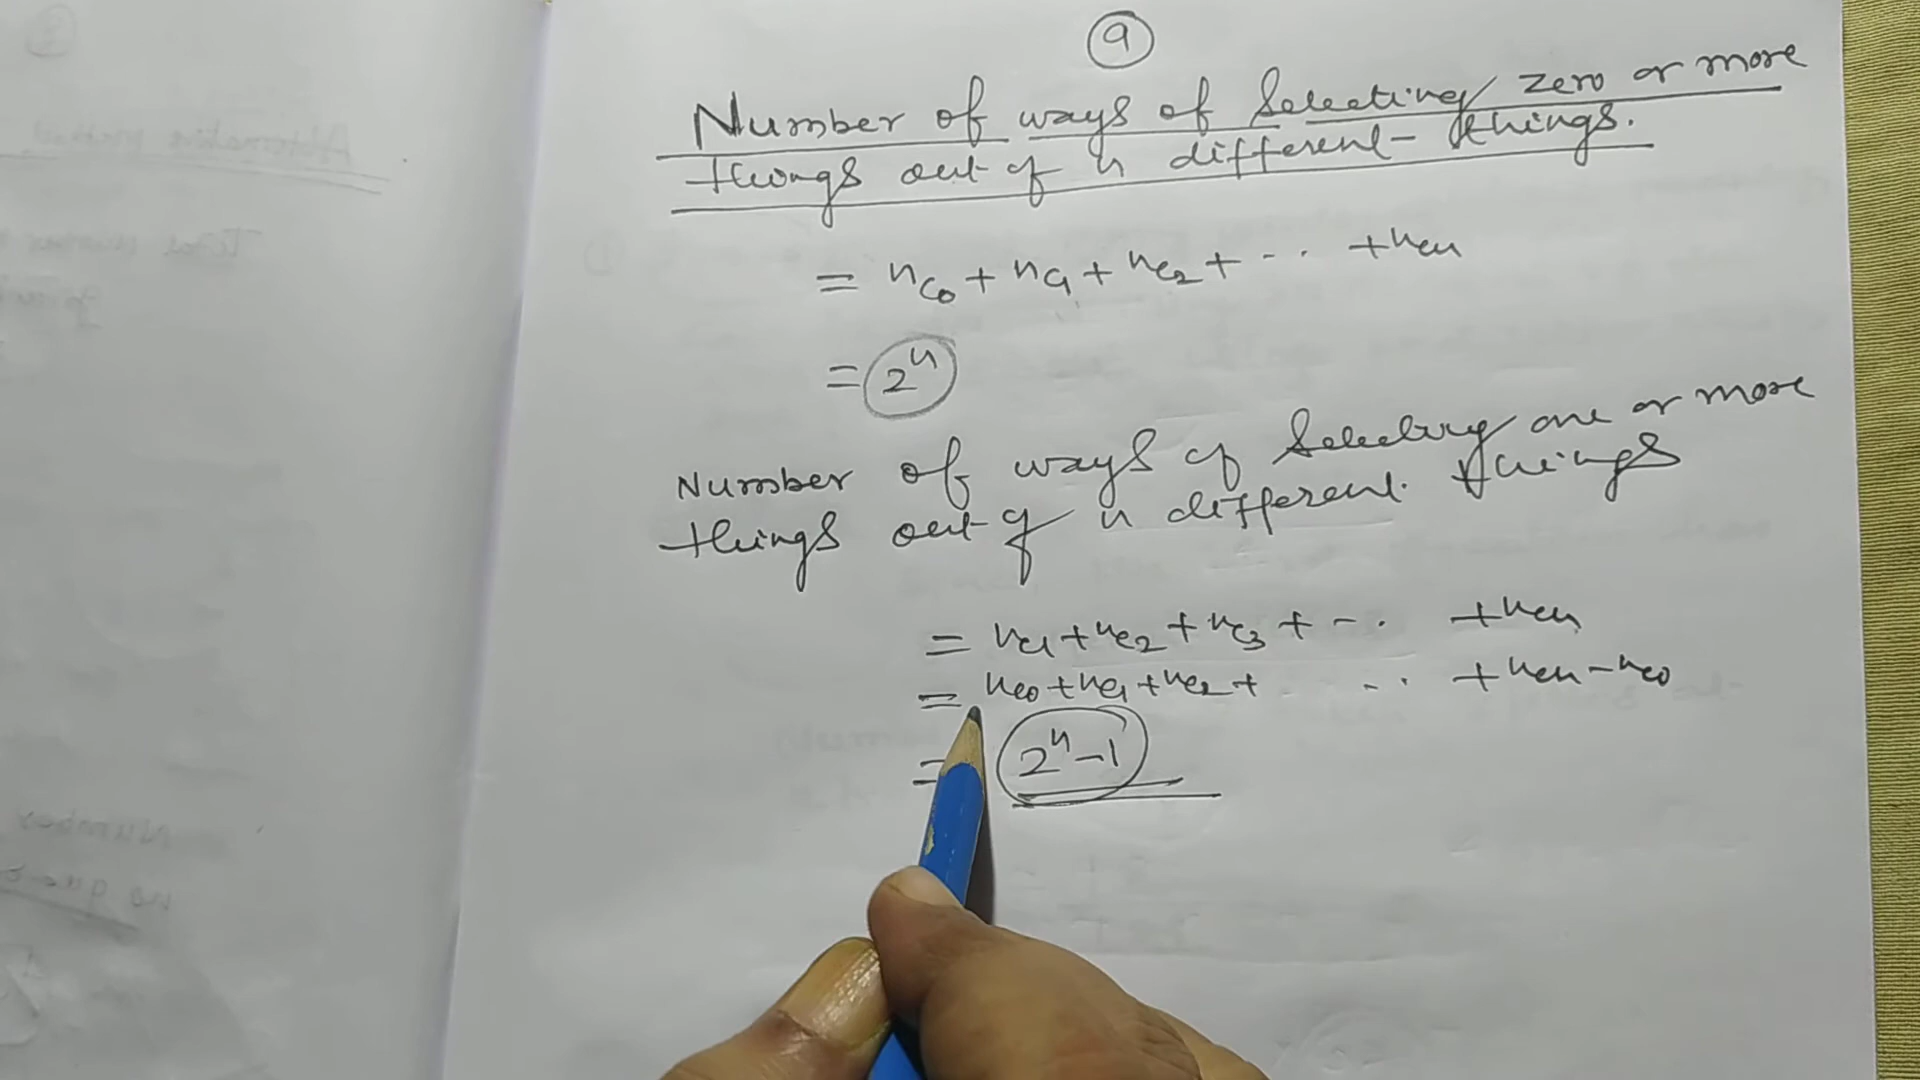 9
Number of ways of selecting zero or more
things out of n different things.
= nc0 + nc1 + nc2 + - .. + ncn
= 2^n
Number of ways of selecting one or more
things out of n different things
= nc1 + nc2 + nc3 + - .. + ncn
= nc0 + nc1 + nc2 + - - .. + ncn - nc0
= 2^n - 1